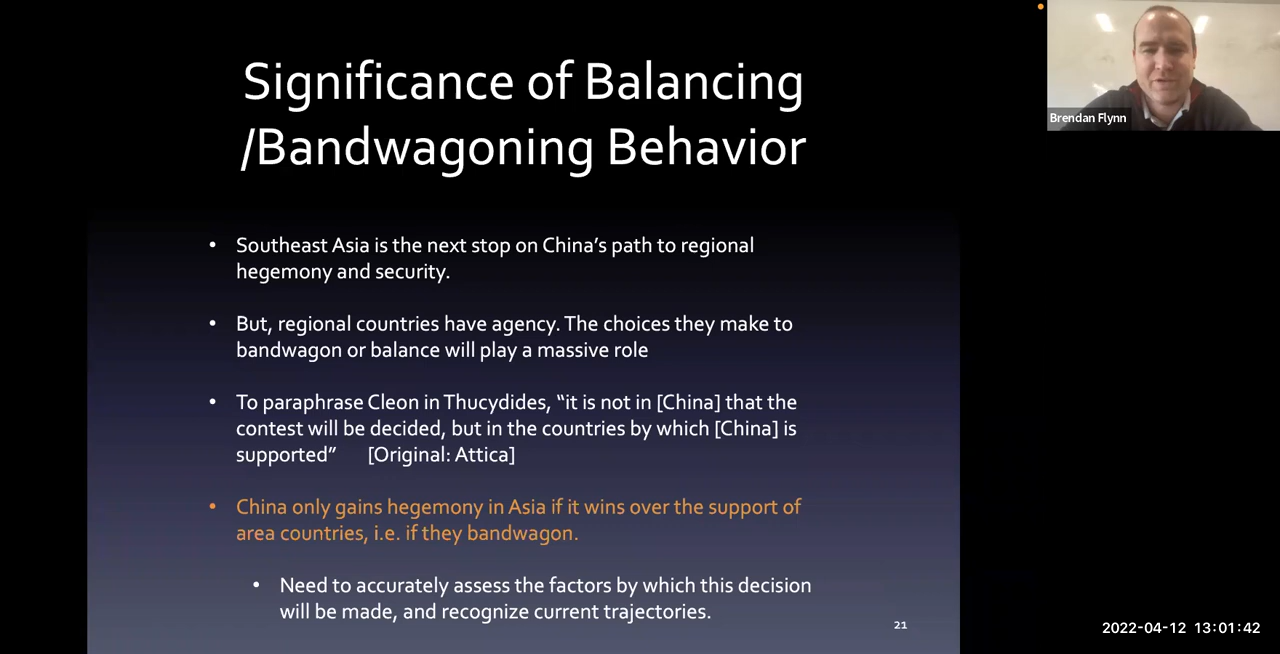 Significance of Balancing
/Bandwagoning Behavior
Brendan Flynn
• Southeast Asia is the next stop on China’s path to regional
hegemony and security.
• But, regional countries have agency. The choices they make to
bandwagon or balance will play a massive role
• To paraphrase Cleon in Thucydides, “it is not in [China] that the
contest will be decided, but in the countries by which [China] is
supported” [Original: Attica]
• China only gains hegemony in Asia if it wins over the support of
area countries, i.e. if they bandwagon.
• Need to accurately assess the factors by which this decision
will be made, and recognize current trajectories.
21
2022-04-12 13:01:42